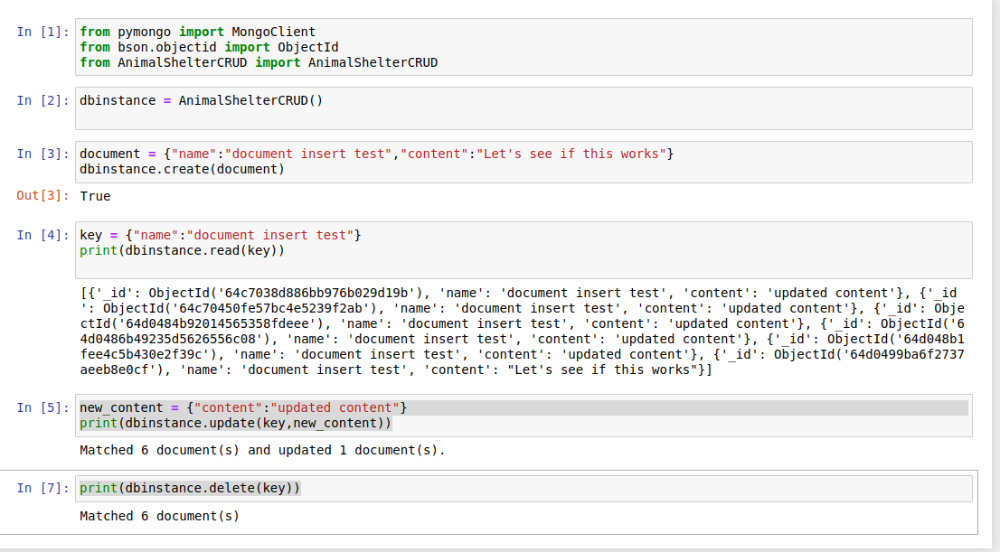 In [1]: from pymongo import MongoClient
from bson.objectid import ObjectId
from AnimalShelterCRUD import AnimalShelterCRUD
In [2]: dbinstance = AnimalShelterCRUD()
In [3]: document = {"name":"document insert test","content":"Let's see if this works"}
dbinstance.create(document)
Out[3]: True
In [4]: key = {"name":"document insert test"}
print(dbinstance.read(key))
[{'_id': ObjectId('64c7038d886bb976b029d19b'), 'name': 'document insert test', 'content': 'updated content'}, {'_id
': ObjectId('64c70450fe57bc4e5239f2ab'), 'name': 'document insert test', 'content': 'updated content'}, {'_id': Obje
ctId('64d0484b92014565358fdeee'), 'name': 'document insert test', 'content': 'updated content'}, {'_id': ObjectId('6
4d0486b49235d5626556c08'), 'name': 'document insert test', 'content': 'updated content'}, {'_id': ObjectId('64d048b1
fee4c5b430e2f39c'), 'name': 'document insert test', 'content': 'updated content'}, {'_id': ObjectId('64d0499ba6f2737
aeeb8e0cf'), 'name': 'document insert test', 'content': "Let's see if this works"}]
In [5]: new_content = {"content":"updated content"}
print(dbinstance.update(key,new_content))
Matched 6 document(s) and updated 1 document(s).
In [7]: print(dbinstance.delete(key))
Matched 6 document(s)